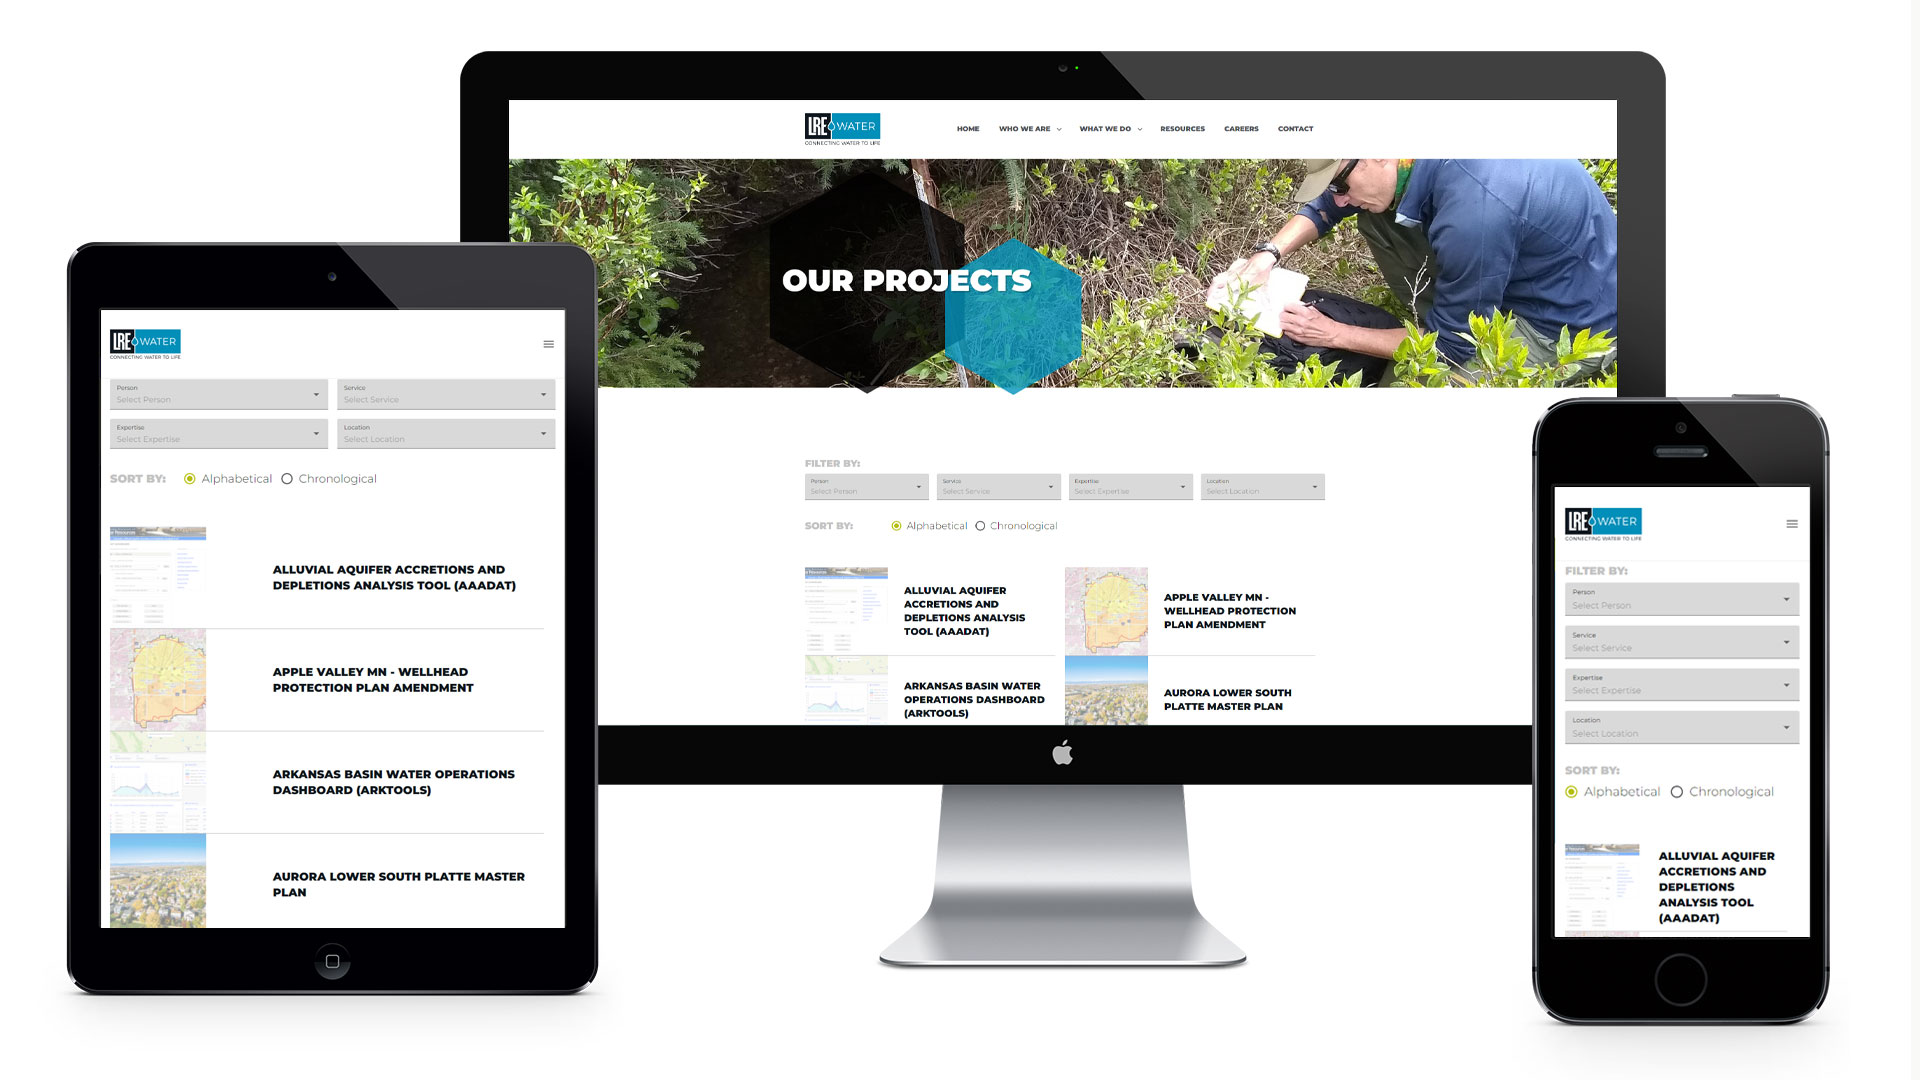 LRE WATER
CONNECTING WATER TO LIFE
HOME WHO WE ARE WHAT WE DO RESOURCES CAREERS CONTACT
OUR PROJECTS
FILTER BY:
Person
Select Person
Service
Select Service
Expertise
Select Expertise
Location
Select Location
SORT BY: Alphabetical Chronological
ALLUVIAL AQUIFER
ACCRETIONS AND
DEPLETIONS ANALYSIS
TOOL (AAADAT)
APPLE VALLEY MN -
WELLHEAD PROTECTION
PLAN AMENDMENT
ARKANSAS BASIN WATER
OPERATIONS DASHBOARD
(ARKTOOLS)
AURORA LOWER SOUTH
PLATTE MASTER PLAN
LRE WATER
CONNECTING WATER TO LIFE
Person
Select Person
Service
Select Service
Expertise
Select Expertise
Location
Select Location
SORT BY: Alphabetical Chronological
ALLUVIAL AQUIFER ACCRETIONS AND
DEPLETIONS ANALYSIS TOOL (AAADAT)
APPLE VALLEY MN - WELLHEAD
PROTECTION PLAN AMENDMENT
ARKANSAS BASIN WATER OPERATIONS
DASHBOARD (ARKTOOLS)
AURORA LOWER SOUTH PLATTE MASTER
PLAN
LRE WATER
CONNECTING WATER TO LIFE
FILTER BY:
Person
Select Person
Service
Select Service
Expertise
Select Expertise
Location
Select Location
SORT BY:
Alphabetical Chronological
ALLUVIAL AQUIFER
ACCRETIONS AND
DEPLETIONS
ANALYSIS TOOL
(AAADAT)